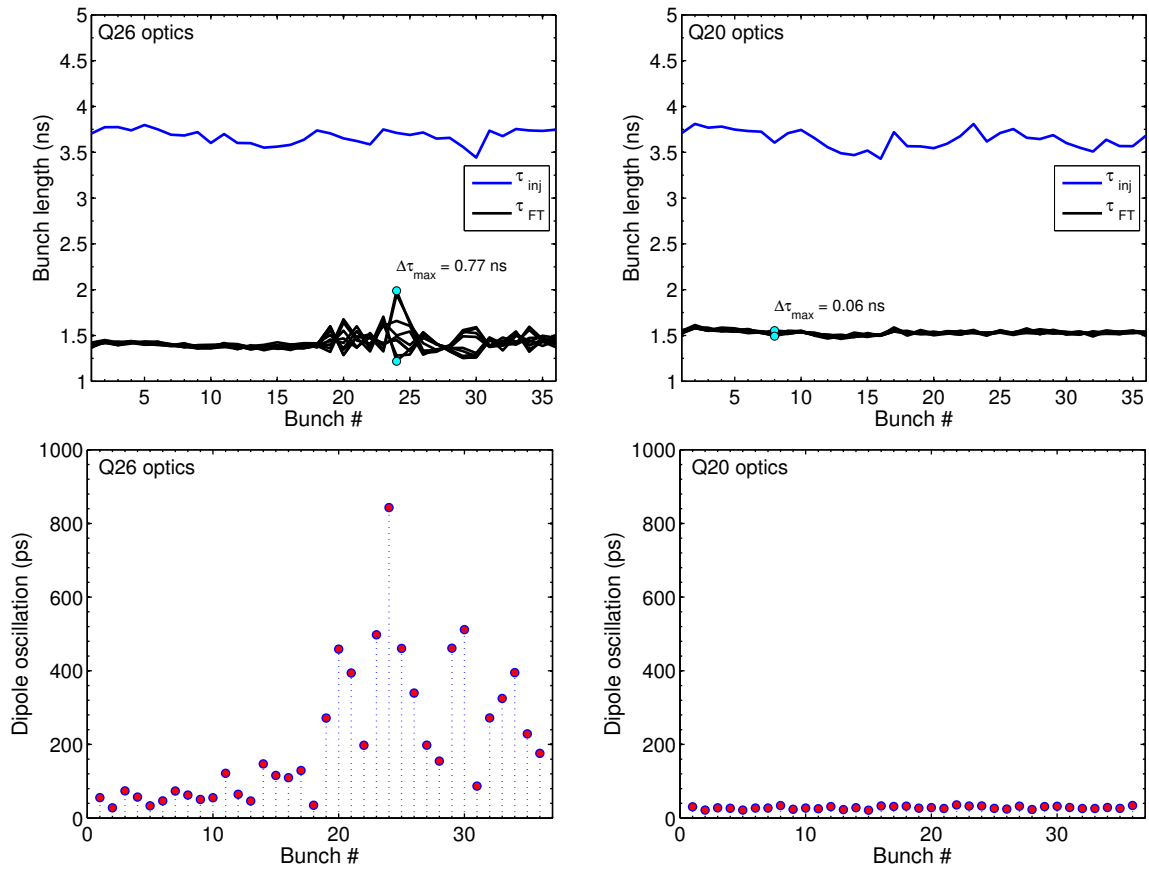 Q26 optics
5
4.5
4
3.5
3
2.5
2
1.5
1
Bunch length (ns)
τ inj
τ FT
Δτmax = 0.77 ns
5 10 15 20 25 30 35
Bunch #
Q20 optics
5
4.5
4
3.5
3
2.5
2
1.5
1
Bunch length (ns)
τ inj
τ FT
Δτmax = 0.06 ns
5 10 15 20 25 30 35
Bunch #
Q26 optics
1000
800
600
400
200
0
Dipole oscillation (ps)
0 10 20 30
Bunch #
Q20 optics
1000
800
600
400
200
0
Dipole oscillation (ps)
0 10 20 30
Bunch #